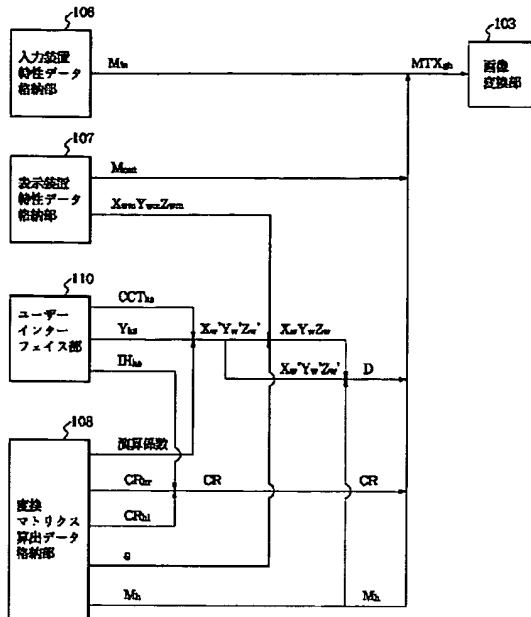 106
入力装置
特性データ
格納部
Min
MTXgh
103
画像
変換部
107
表示装置
特性データ
格納部
Mout
XwmYwmZwm
110
ユーザー
インター
フェイス部
CCThs
Yhs
IHhs
Xw'Yw'Zw'
XwYwZw
Xw'Yw'Zw'
D
108
変換
マトリクス
算出データ
格納部
演算係数
CRhr
CR
CR
CRhl
Mh
Mh